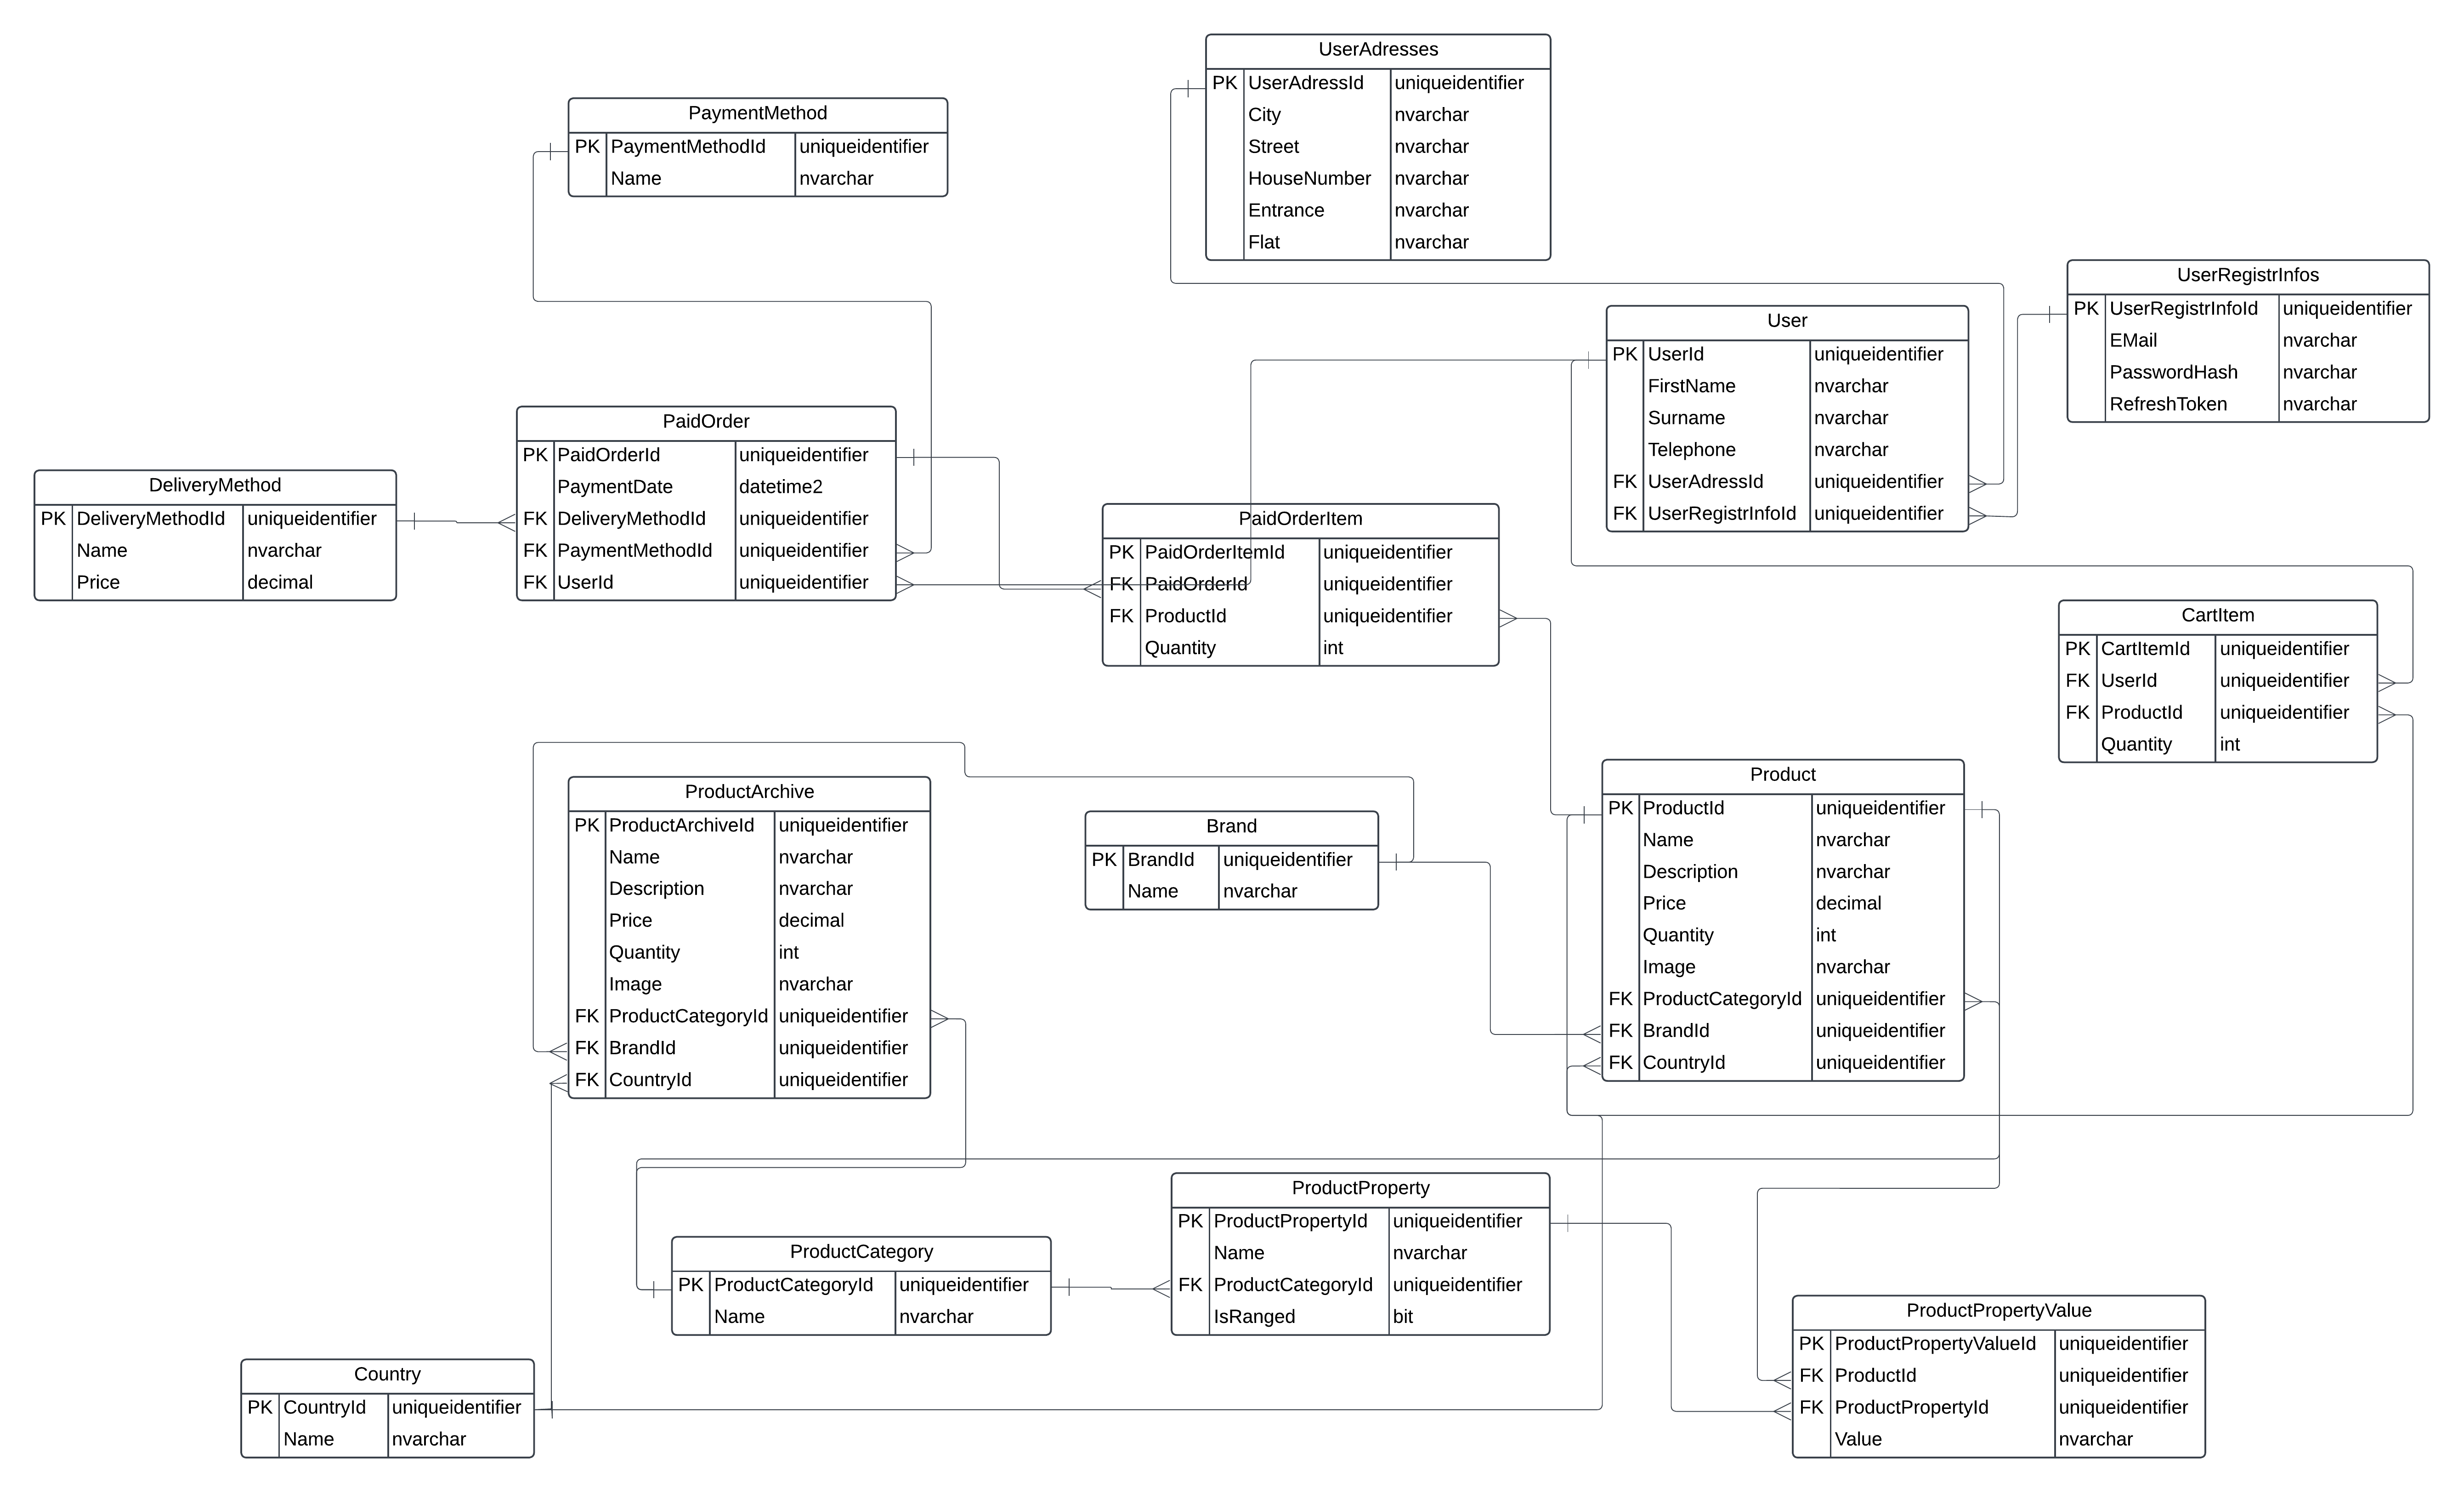 UserAdresses
PK UserAdressId uniqueidentifier
City nvarchar
Street nvarchar
HouseNumber nvarchar
Entrance nvarchar
Flat nvarchar
PaymentMethod
PK PaymentMethodId uniqueidentifier
Name nvarchar
UserRegistrInfos
PK UserRegistrInfoId uniqueidentifier
EMail nvarchar
PasswordHash nvarchar
RefreshToken nvarchar
User
PK UserId uniqueidentifier
FirstName nvarchar
Surname nvarchar
Telephone nvarchar
FK UserAdressId uniqueidentifier
FK UserRegistrInfoId uniqueidentifier
PaidOrder
PK PaidOrderId uniqueidentifier
PaymentDate datetime2
FK DeliveryMethodId uniqueidentifier
FK PaymentMethodId uniqueidentifier
FK UserId uniqueidentifier
DeliveryMethod
PK DeliveryMethodId uniqueidentifier
Name nvarchar
Price decimal
PaidOrderItem
PK PaidOrderItemId uniqueidentifier
FK PaidOrderId uniqueidentifier
FK ProductId uniqueidentifier
Quantity int
CartItem
PK CartItemId uniqueidentifier
FK UserId uniqueidentifier
FK ProductId uniqueidentifier
Quantity int
Product
PK ProductId uniqueidentifier
Name nvarchar
Description nvarchar
Price decimal
Quantity int
Image nvarchar
FK ProductCategoryId uniqueidentifier
FK BrandId uniqueidentifier
FK CountryId uniqueidentifier
ProductArchive
PK ProductArchiveId uniqueidentifier
Name nvarchar
Description nvarchar
Price decimal
Quantity int
Image nvarchar
FK ProductCategoryId uniqueidentifier
FK BrandId uniqueidentifier
FK CountryId uniqueidentifier
Brand
PK BrandId uniqueidentifier
Name nvarchar
ProductProperty
PK ProductPropertyId uniqueidentifier
Name nvarchar
FK ProductCategoryId uniqueidentifier
IsRanged bit
ProductCategory
PK ProductCategoryId uniqueidentifier
Name nvarchar
ProductPropertyValue
PK ProductPropertyValueId uniqueidentifier
FK ProductId uniqueidentifier
FK ProductPropertyId uniqueidentifier
Value nvarchar
Country
PK CountryId uniqueidentifier
Name nvarchar